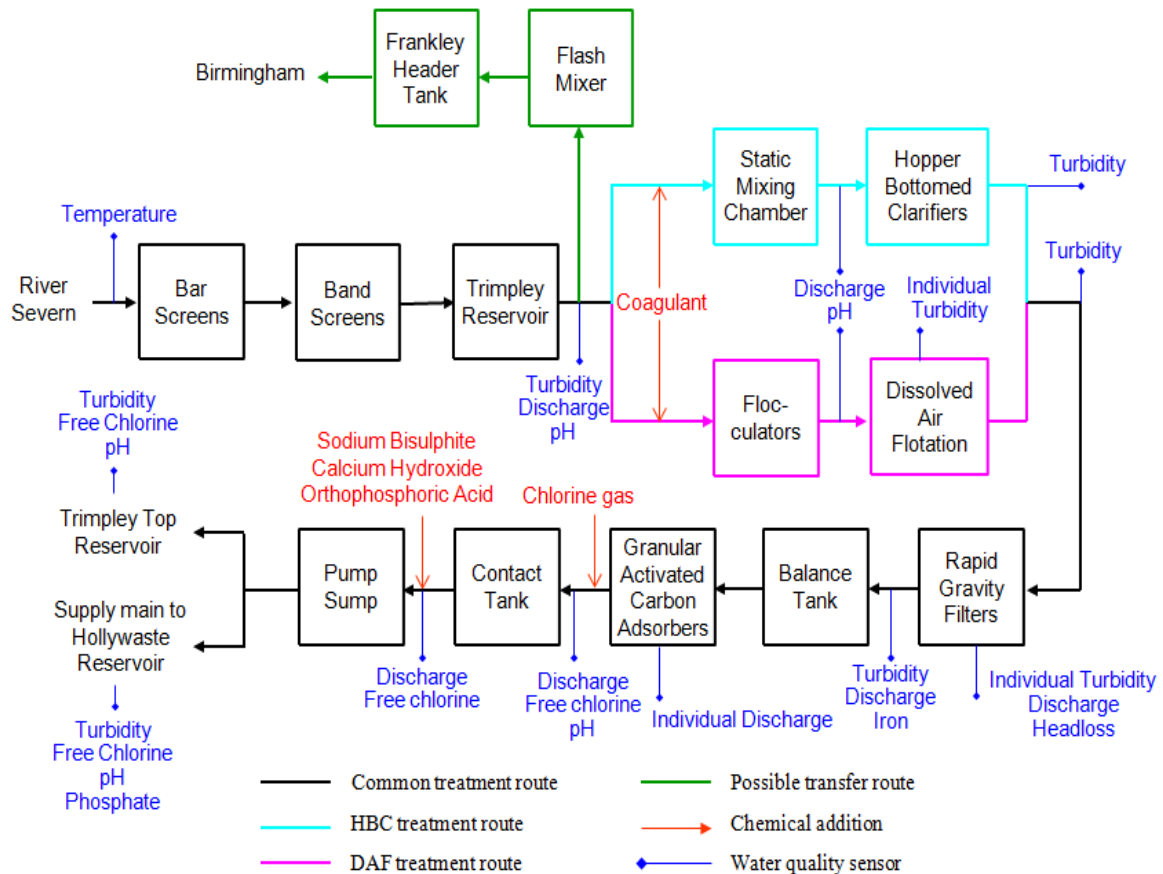 Birmingham
Frankley
Header
Tank
Flash
Mixer
Temperature
River
Severn
Bar
Screens
Band
Screens
Trimpley
Reservoir
Coagulant
Static
Mixing
Chamber
Hopper
Bottomed
Clarifiers
Turbidity
Turbidity
Discharge
pH
Individual
Turbidity
Turbidity
Discharge
pH
Floc-
culators
Dissolved
Air
Flotation
Turbidity
Free Chlorine
pH
Sodium Bisulphite
Calcium Hydroxide
Orthophosphoric Acid
Chlorine gas
Trimpley Top
Reservoir
Supply main to
Hollywaste
Reservoir
Pump
Sump
Contact
Tank
Granular
Activated
Carbon
Adsorbers
Balance
Tank
Rapid
Gravity
Filters
Discharge
Free chlorine
Discharge
Free chlorine
pH
Individual Discharge
Turbidity
Discharge
Iron
Individual Turbidity
Discharge
Headloss
Turbidity
Free Chlorine
pH
Phosphate
Common treatment route
Possible transfer route
HBC treatment route
Chemical addition
DAF treatment route
Water quality sensor